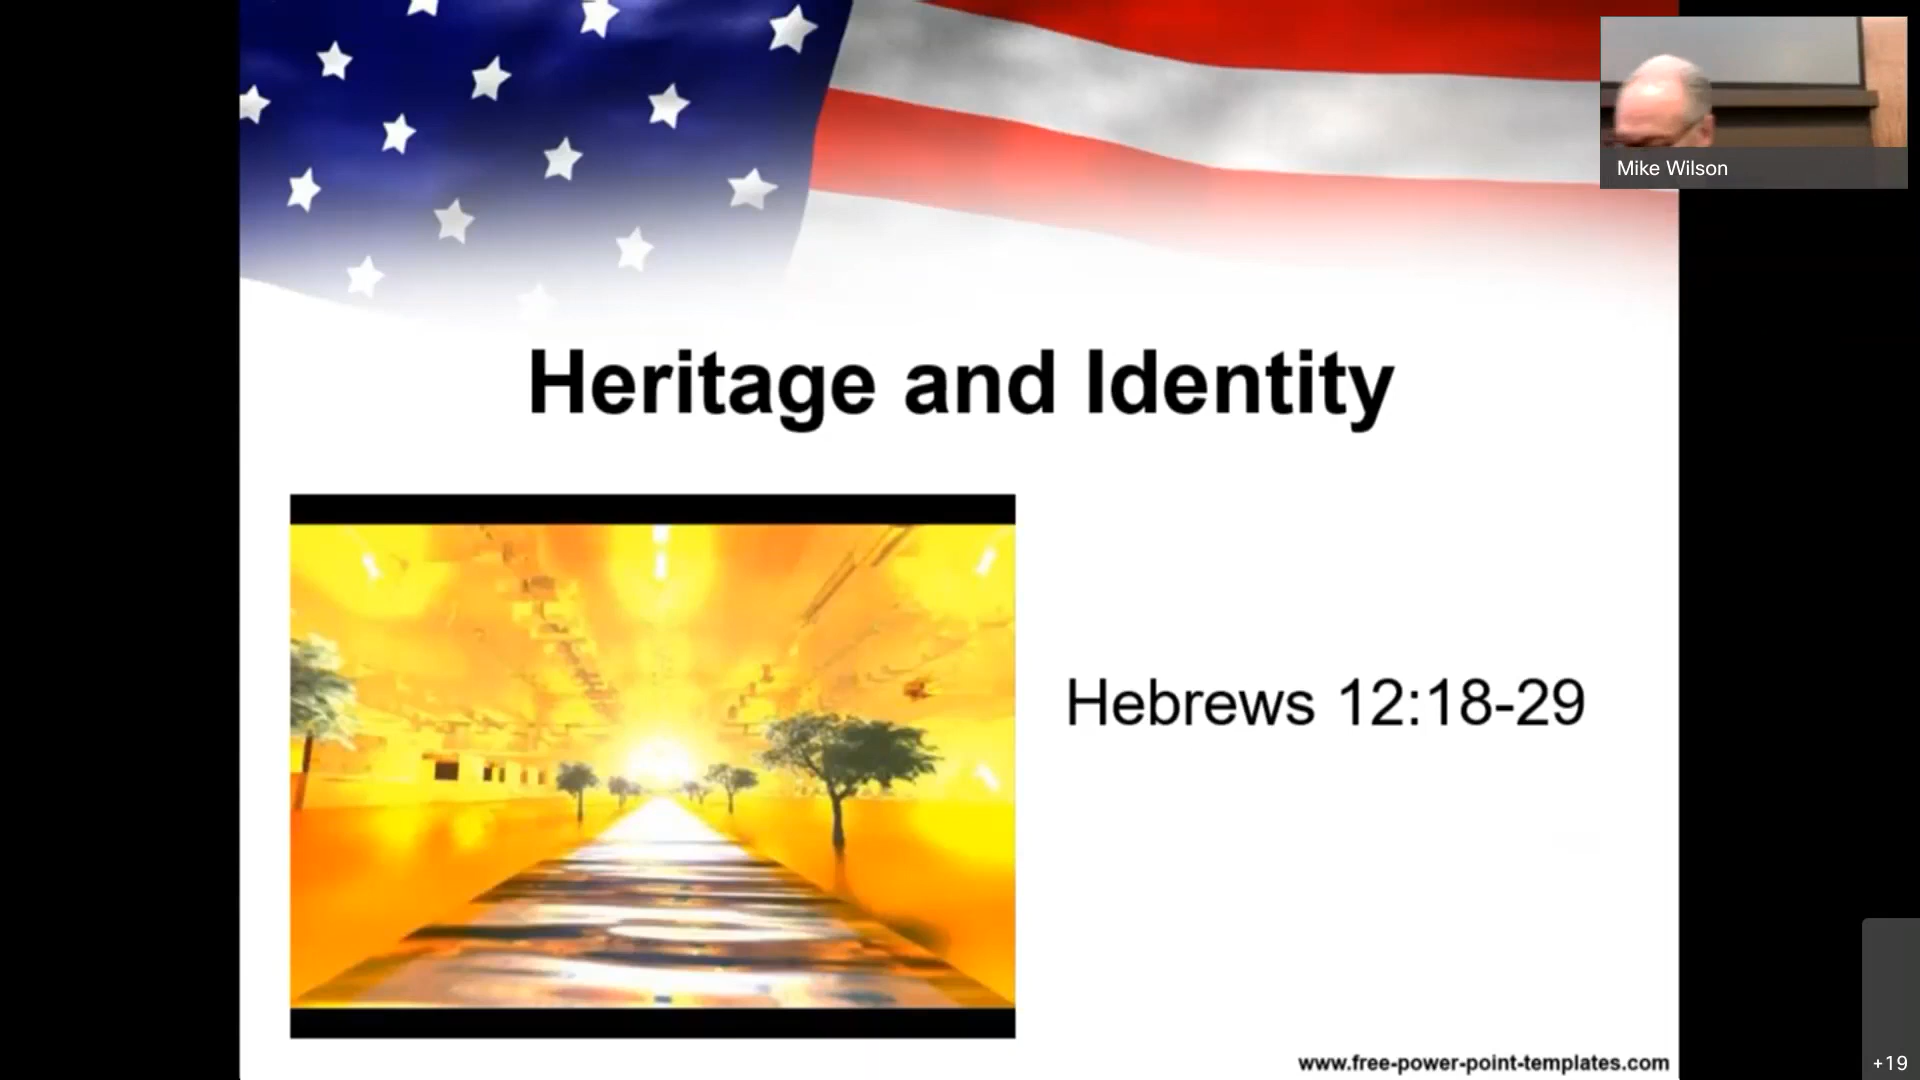 Mike Wilson
Heritage and Identity
Hebrews 12:18-29
www.free-power-point-templates.com
+19